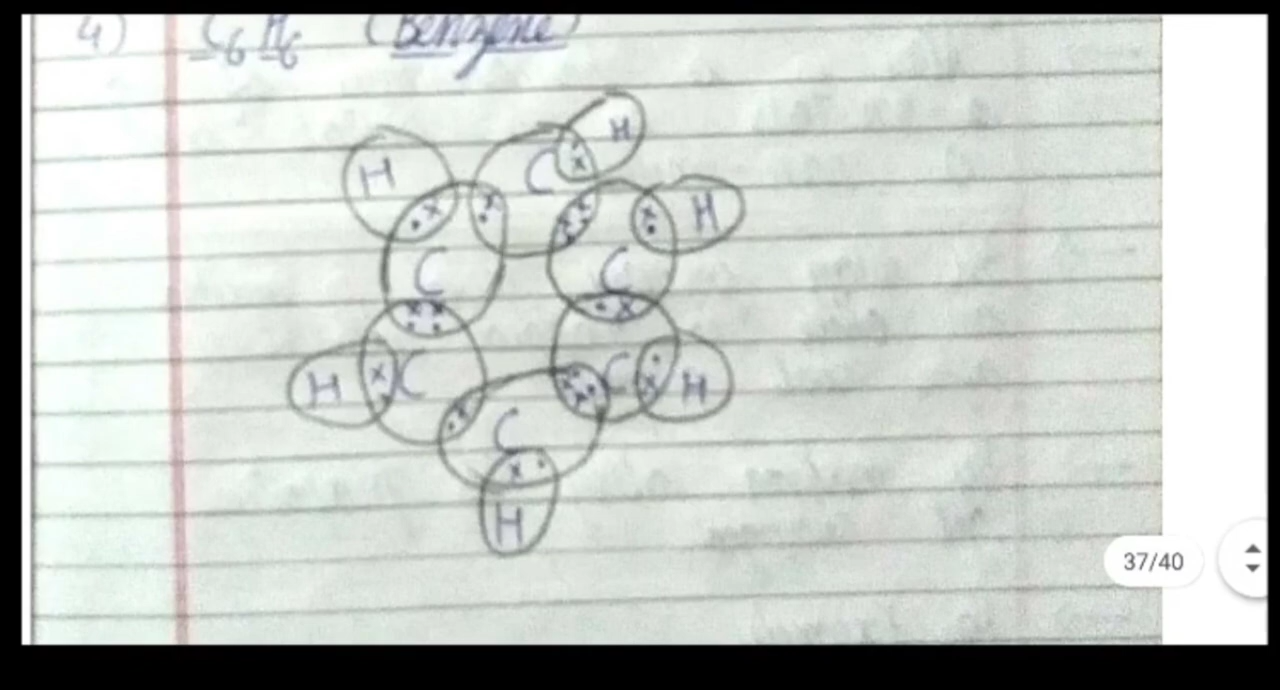 4) C6H6 (Benzene)
H
H C
H
C C
H C C H
C
H
37/40